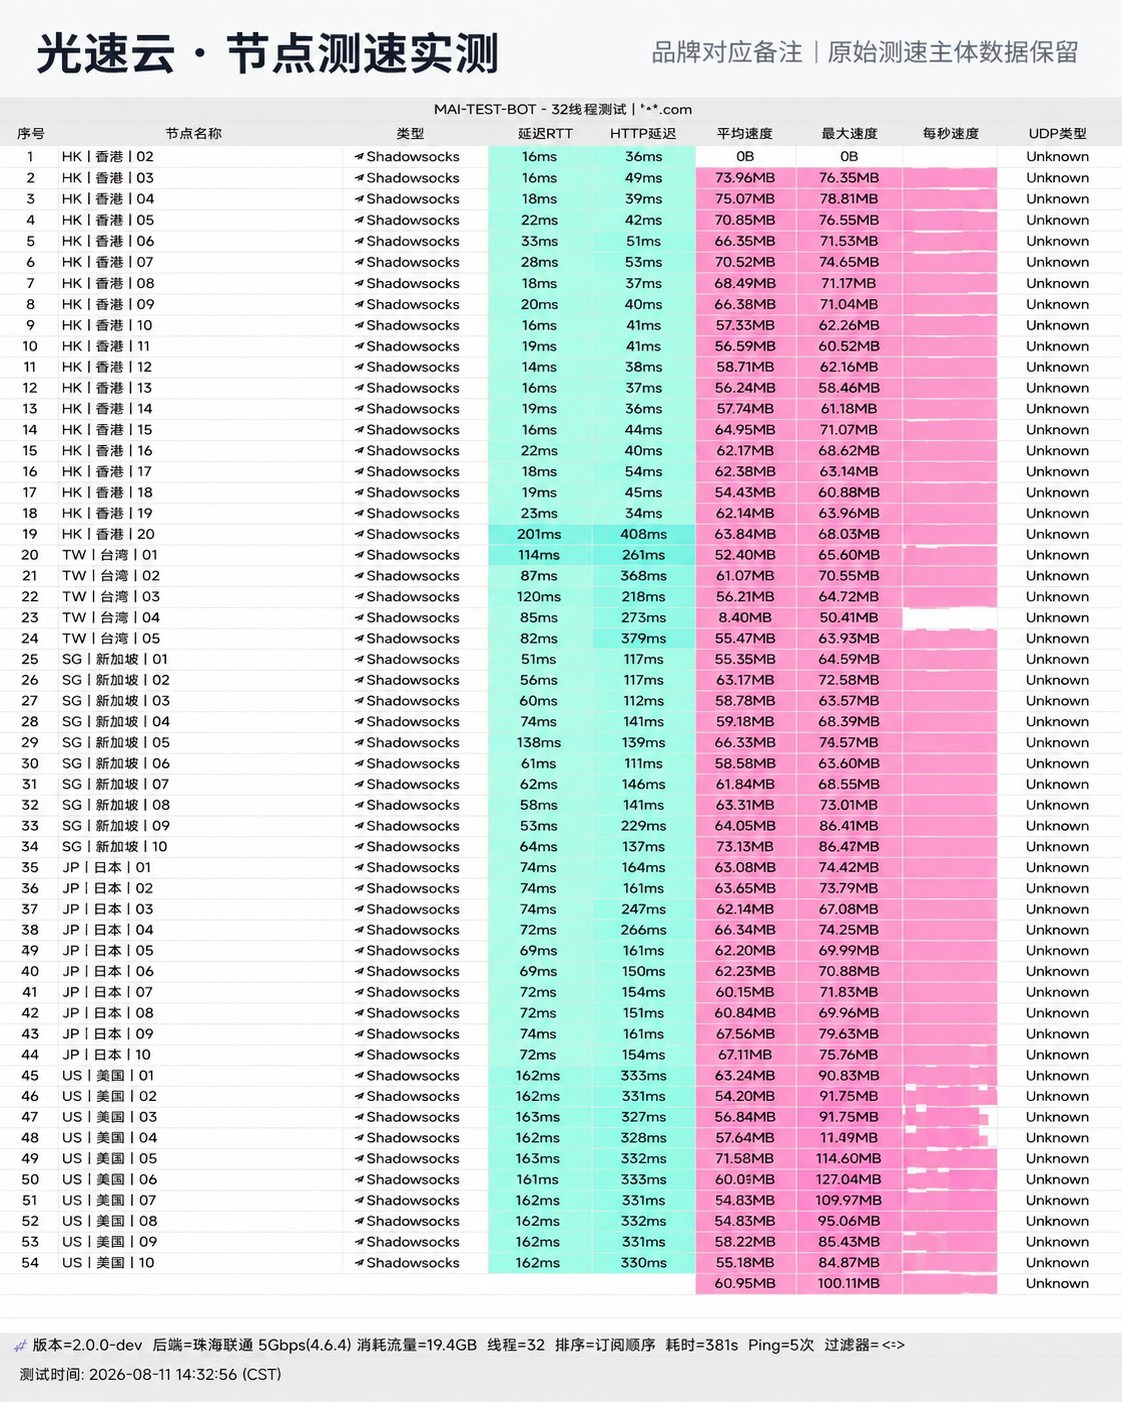 光速云 · 节点测速实测
品牌对应备注 | 原始测速主体数据保留
MAI-TEST-BOT - 32线程测试 | *•*.com
序号 节点名称 类型 延迟RTT HTTP延迟 平均速度 最大速度 每秒速度 UDP类型
1 HK | 香港 | 02 Shadowsocks 16ms 36ms 0B 0B Unknown
2 HK | 香港 | 03 Shadowsocks 16ms 49ms 73.96MB 76.35MB Unknown
3 HK | 香港 | 04 Shadowsocks 18ms 39ms 75.07MB 78.81MB Unknown
4 HK | 香港 | 05 Shadowsocks 22ms 42ms 70.85MB 76.55MB Unknown
5 HK | 香港 | 06 Shadowsocks 33ms 51ms 66.35MB 71.53MB Unknown
6 HK | 香港 | 07 Shadowsocks 28ms 53ms 70.52MB 74.65MB Unknown
7 HK | 香港 | 08 Shadowsocks 18ms 37ms 68.49MB 71.17MB Unknown
8 HK | 香港 | 09 Shadowsocks 20ms 40ms 66.38MB 71.04MB Unknown
9 HK | 香港 | 10 Shadowsocks 16ms 41ms 57.33MB 62.26MB Unknown
10 HK | 香港 | 11 Shadowsocks 19ms 41ms 56.59MB 60.52MB Unknown
11 HK | 香港 | 12 Shadowsocks 14ms 38ms 58.71MB 62.16MB Unknown
12 HK | 香港 | 13 Shadowsocks 16ms 37ms 56.24MB 58.46MB Unknown
13 HK | 香港 | 14 Shadowsocks 19ms 36ms 57.74MB 61.18MB Unknown
14 HK | 香港 | 15 Shadowsocks 16ms 44ms 64.95MB 71.07MB Unknown
15 HK | 香港 | 16 Shadowsocks 22ms 40ms 62.17MB 68.62MB Unknown
16 HK | 香港 | 17 Shadowsocks 18ms 54ms 62.38MB 63.14MB Unknown
17 HK | 香港 | 18 Shadowsocks 19ms 45ms 54.43MB 60.88MB Unknown
18 HK | 香港 | 19 Shadowsocks 23ms 34ms 62.14MB 63.96MB Unknown
19 HK | 香港 | 20 Shadowsocks 201ms 408ms 63.84MB 68.03MB Unknown
20 TW | 台湾 | 01 Shadowsocks 114ms 261ms 52.40MB 65.60MB Unknown
21 TW | 台湾 | 02 Shadowsocks 87ms 368ms 61.07MB 70.55MB Unknown
22 TW | 台湾 | 03 Shadowsocks 120ms 218ms 56.21MB 64.72MB Unknown
23 TW | 台湾 | 04 Shadowsocks 85ms 273ms 8.40MB 50.41MB Unknown
24 TW | 台湾 | 05 Shadowsocks 82ms 379ms 55.47MB 63.93MB Unknown
25 SG | 新加坡 | 01 Shadowsocks 51ms 117ms 55.35MB 64.59MB Unknown
26 SG | 新加坡 | 02 Shadowsocks 56ms 117ms 63.17MB 72.58MB Unknown
27 SG | 新加坡 | 03 Shadowsocks 60ms 112ms 58.78MB 63.57MB Unknown
28 SG | 新加坡 | 04 Shadowsocks 74ms 141ms 59.18MB 68.39MB Unknown
29 SG | 新加坡 | 05 Shadowsocks 138ms 139ms 66.33MB 74.57MB Unknown
30 SG | 新加坡 | 06 Shadowsocks 61ms 111ms 58.58MB 63.60MB Unknown
31 SG | 新加坡 | 07 Shadowsocks 62ms 146ms 61.84MB 68.55MB Unknown
32 SG | 新加坡 | 08 Shadowsocks 58ms 141ms 63.31MB 73.01MB Unknown
33 SG | 新加坡 | 09 Shadowsocks 53ms 229ms 64.05MB 86.41MB Unknown
34 SG | 新加坡 | 10 Shadowsocks 64ms 137ms 73.13MB 86.47MB Unknown
35 JP | 日本 | 01 Shadowsocks 74ms 164ms 63.08MB 74.42MB Unknown
36 JP | 日本 | 02 Shadowsocks 74ms 161ms 63.65MB 73.79MB Unknown
37 JP | 日本 | 03 Shadowsocks 74ms 247ms 62.14MB 67.08MB Unknown
38 JP | 日本 | 04 Shadowsocks 72ms 266ms 66.34MB 74.25MB Unknown
49 JP | 日本 | 05 Shadowsocks 69ms 161ms 62.20MB 69.99MB Unknown
40 JP | 日本 | 06 Shadowsocks 69ms 150ms 62.23MB 70.88MB Unknown
41 JP | 日本 | 07 Shadowsocks 72ms 154ms 60.15MB 71.83MB Unknown
42 JP | 日本 | 08 Shadowsocks 72ms 151ms 60.84MB 69.96MB Unknown
43 JP | 日本 | 09 Shadowsocks 74ms 161ms 67.56MB 79.63MB Unknown
44 JP | 日本 | 10 Shadowsocks 72ms 154ms 67.11MB 75.76MB Unknown
45 US | 美国 | 01 Shadowsocks 162ms 333ms 63.24MB 90.83MB Unknown
46 US | 美国 | 02 Shadowsocks 162ms 331ms 54.20MB 91.75MB Unknown
47 US | 美国 | 03 Shadowsocks 163ms 327ms 56.84MB 91.75MB Unknown
48 US | 美国 | 04 Shadowsocks 162ms 328ms 57.64MB 11.49MB Unknown
49 US | 美国 | 05 Shadowsocks 163ms 332ms 71.58MB 114.60MB Unknown
50 US | 美国 | 06 Shadowsocks 161ms 333ms 127.04MB Unknown
51 US | 美国 | 07 Shadowsocks 162ms 331ms 54.83MB 109.97MB Unknown
52 US | 美国 | 08 Shadowsocks 162ms 332ms 54.83MB 95.06MB Unknown
53 US | 美国 | 09 Shadowsocks 162ms 331ms 58.22MB 85.43MB Unknown
54 US | 美国 | 10 Shadowsocks 162ms 330ms 55.18MB 84.87MB Unknown
60.95MB 100.11MB Unknown
# 版本=2.0.0-dev 后端=珠海联通 5Gbps(4.6.4) 消耗流量=19.4GB 线程=32 排序=订阅顺序 耗时=381s Ping=5次 过滤器=<->
测试时间: 2026-08-11 14:32:56 (CST)